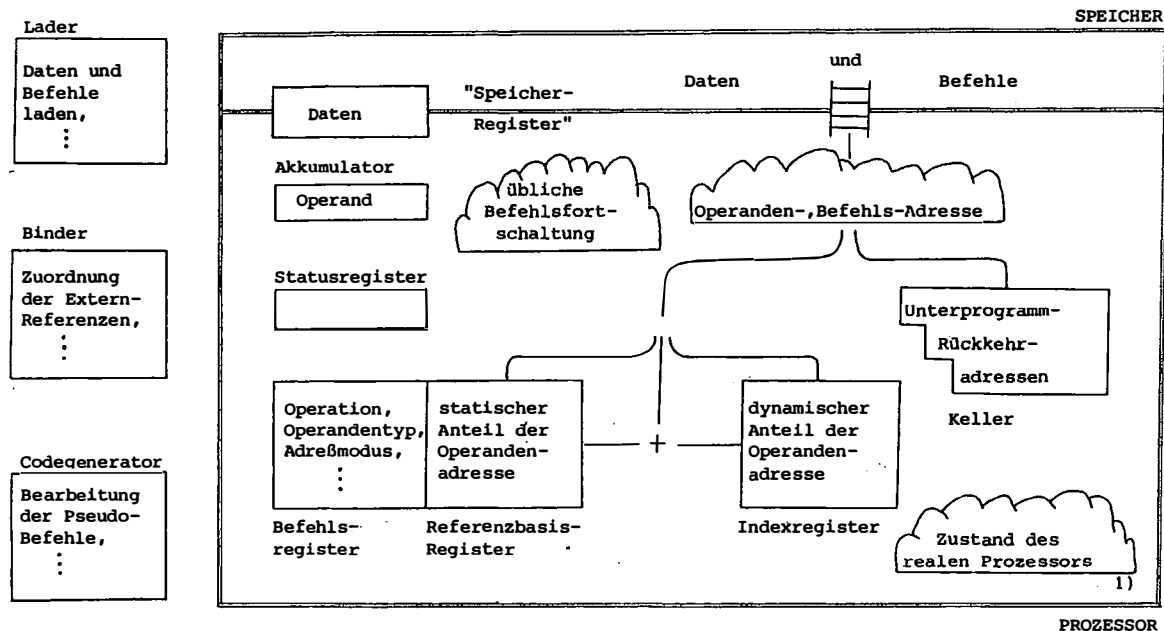 SPEICHER
Lader
Daten und
Befehle
laden,
Daten
"Speicher-
Register"
Daten
und
Befehle
Akkumulator
Operand
übliche
Befehlsfort-
schaltung
Operanden-,Befehls-Adresse
Binder
Zuordnung
der Extern-
Referenzen,
Statusregister
Unterprogramm-
Rückkehr-
adressen
Keller
Operation,
Operandentyp,
Adreßmodus,
statischer
Anteil der
Operanden-
adresse
+
dynamischer
Anteil der
Operanden-
adresse
Codegenerator
Bearbeitung
der Pseudo-
Befehle,
Befehls-
register
Referenzbasis-
Register
Indexregister
Zustand des
realen Prozessors
1)
PROZESSOR